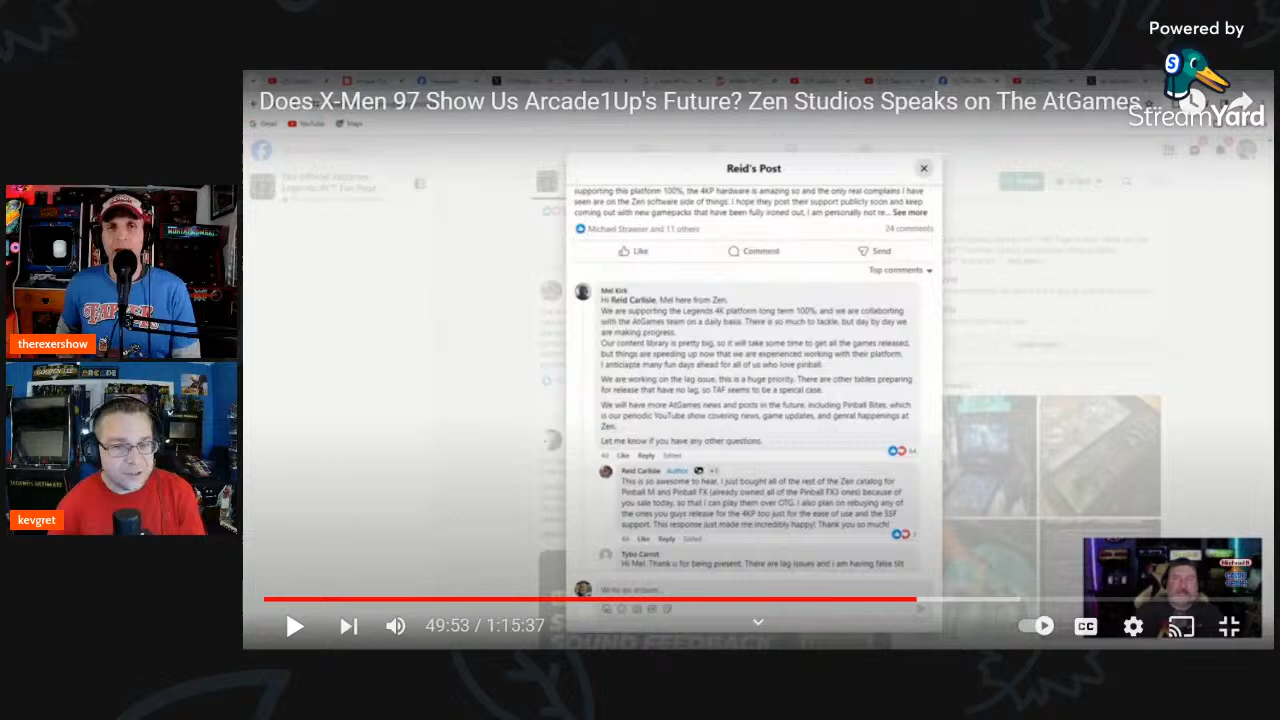 Powered by
StreamYard
Does X-Men 97 Show Us Arcade1Up's Future? Zen Studios Speaks on The AtGames
Gmail YouTube Maps
Reid's Post
supporting this platform 100%, the 4KP hardware is amazing so and the only real complains I have
seen are on the Zen software side of things. I hope they post their support publicly soon and keep
coming out with new gamepacks that have been fully ironed out, I am personally not re... See more
Michael Strawser and 11 others
24 comments
Like
Comment
Send
Top comments
Mel Kirk
Hi Reid Carlisle, Mel here from Zen.
We are supporting the Legends 4K platform long term 100%, and we are collborating
with the AtGames team on a daily basis. There is so much to tackle, but day by day we
are making progress.
Our content library is pretty big, so it will take some time to get all the games released,
but things are speeding up now that we are experienced working with their platform.
I anticiapte many fun days ahead for all of us who love pinball.
We are working on the lag issue, this is a huge priority. There are other tables preparing
for release that have no lag, so TAF seems to be a special case.
We will have more AtGames news and posts in the future, including Pinball Bites, which
is our periodic YouTube show covering news, game updates, and genral happenings at
Zen.
Let me know if you have any other questions.
4d Like Reply Edited
64
Reid Carlisle Author +1
This is so awesome to hear, I just bought all of the rest of the Zen catalog for
Pinball M and Pinball FX (already owned all of the Pinball FX3 ones) because of
you sale today, so that I can play them over OTG. I also plan on rebuying any of
the ones you guys release for the 4KP too just for the ease of use and the SSF
support. This response just made me incredibly happy! Thank you so much!
4d Like Reply Edited
Tybo Carrot
Hi Mel. Thank u for being present. There are lag issues and i am having false tilt
49:53 / 1:15:37
CC
SOUND FEEDBACK
therexershow
kevgret
LEGENDS ULTIMATE